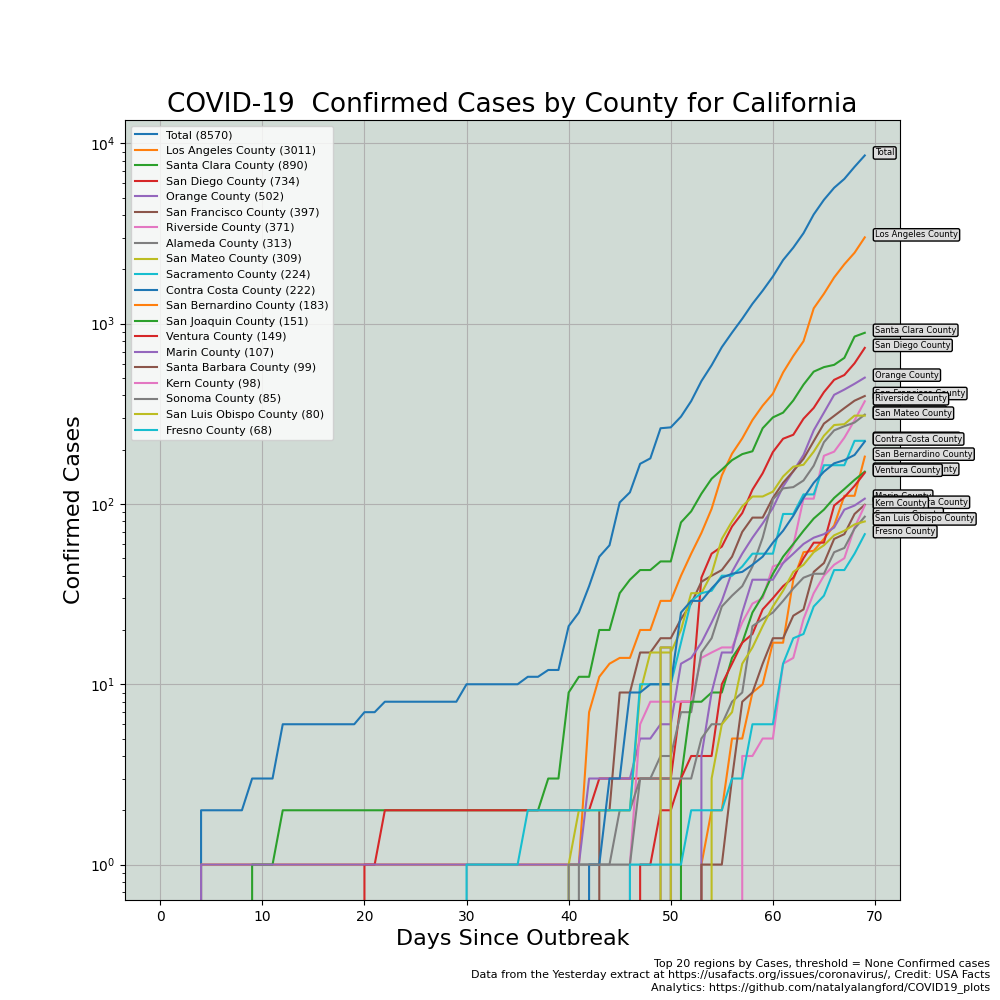 COVID-19  Confirmed Cases by County for California
Total (8570)
Los Angeles County (3011)
Santa Clara County (890)
San Diego County (734)
Orange County (502)
San Francisco County (397)
Riverside County (371)
Alameda County (313)
San Mateo County (309)
Sacramento County (224)
Contra Costa County (222)
San Bernardino County (183)
San Joaquin County (151)
Ventura County (149)
Marin County (107)
Santa Barbara County (99)
Kern County (98)
Sonoma County (85)
San Luis Obispo County (80)
Fresno County (68)
10⁴
10³
10²
10¹
10⁰
Confirmed Cases
Total
Los Angeles County
Santa Clara County
San Diego County
Orange County
San Francisco County
Riverside County
San Mateo County
Contra Costa County
San Bernardino County
Ventura County
Marin County
Kern County
San Luis Obispo County
Fresno County
0 10 20 30 40 50 60 70
Days Since Outbreak
Top 20 regions by Cases, threshold = None Confirmed cases
Data from the Yesterday extract at https://usafacts.org/issues/coronavirus/, Credit: USA Facts
Analytics: https://github.com/natalyalangford/COVID19_plots